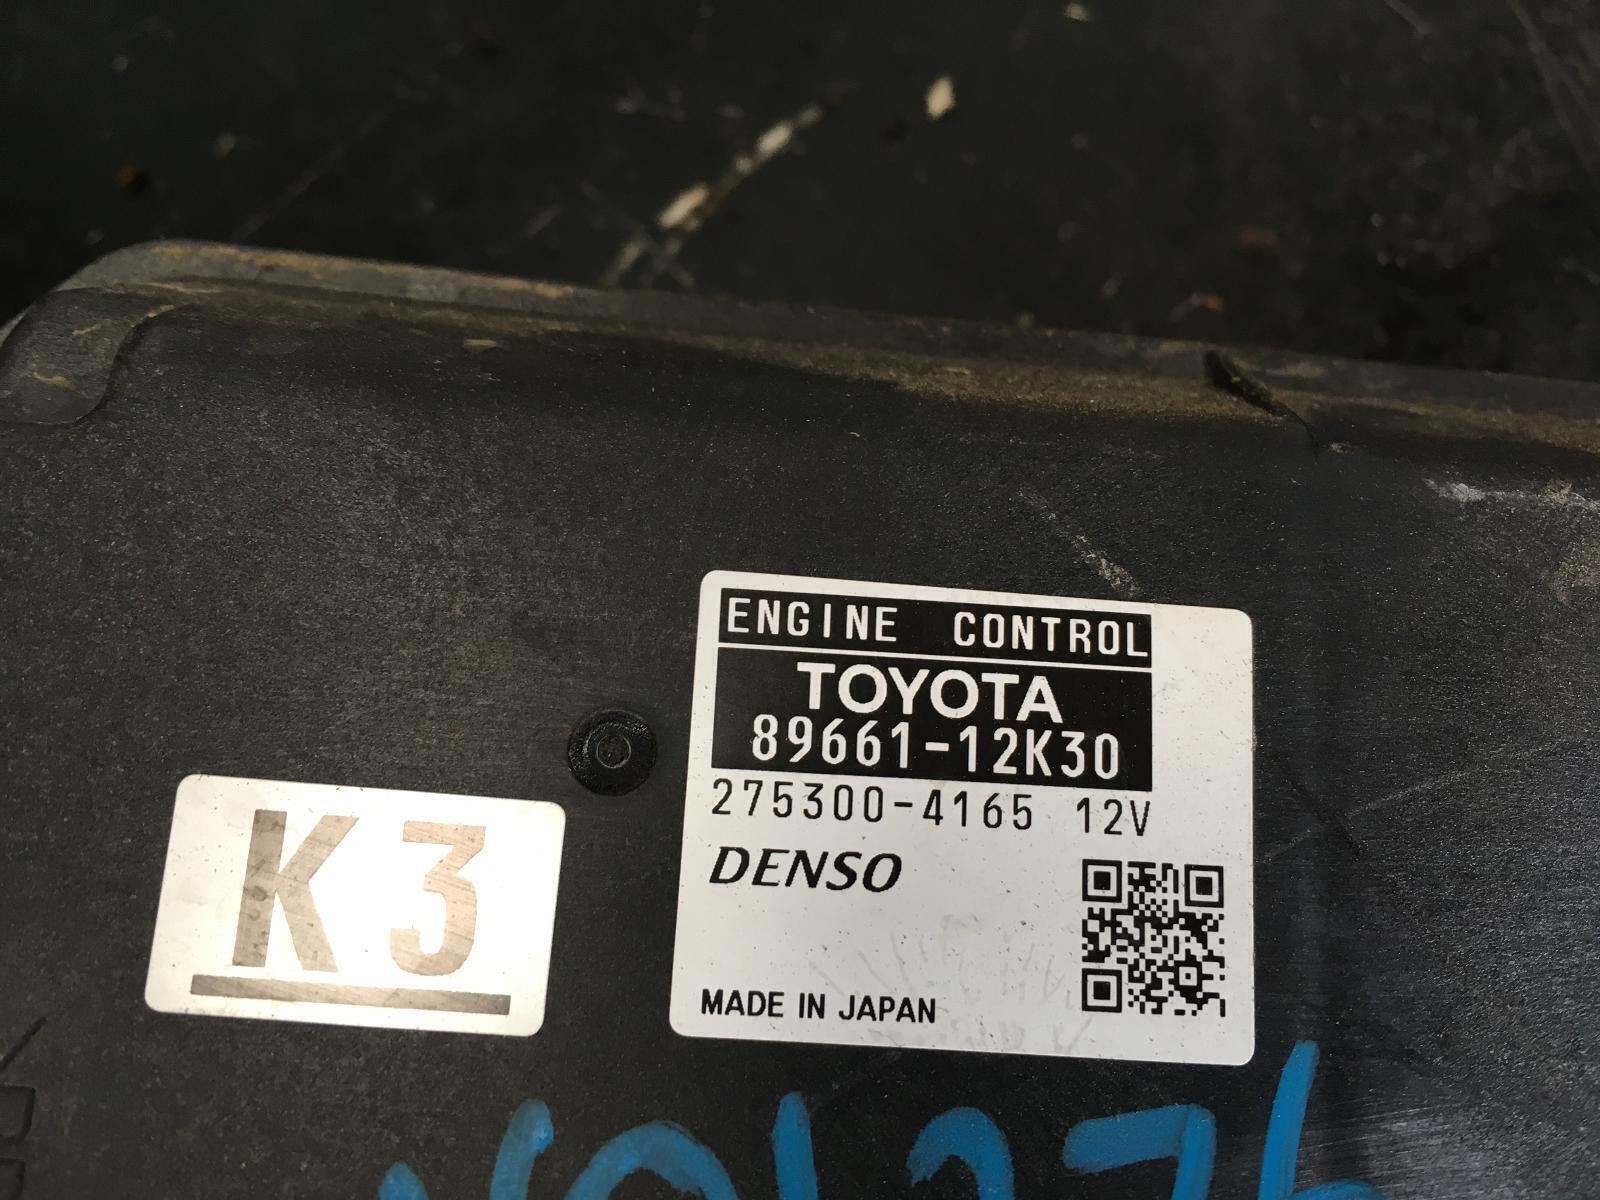 ENGINE CONTROL
TOYOTA
89661-12K30
275300-4165 12V
DENSO
MADE IN JAPAN
K3